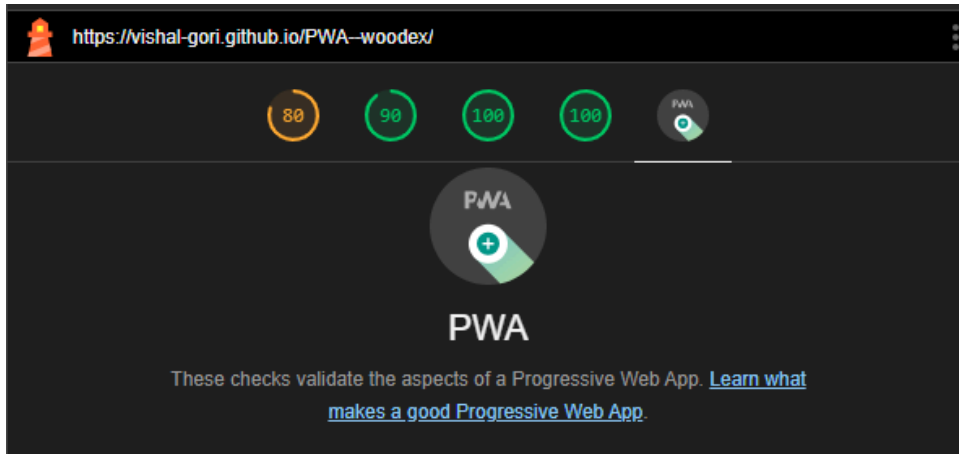 https://vishal-gori.github.io/PWA--woodex/
80 90 100 100 PWA
PWA
PWA
These checks validate the aspects of a Progressive Web App. Learn what
makes a good Progressive Web App.